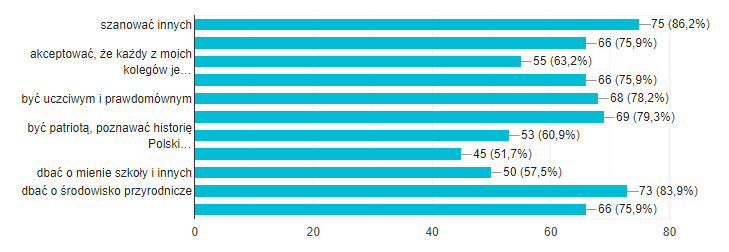 szanować innych
75 (86,2%)
66 (75,9%)
akceptować, że każdy z moich
kolegów je…
55 (63,2%)
66 (75,9%)
być uczciwym i prawdomównym
68 (78,2%)
69 (79,3%)
być patriotą, poznawać historię
Polski…
53 (60,9%)
45 (51,7%)
dbać o mienie szkoły i innych
50 (57,5%)
dbać o środowisko przyrodnicze
73 (83,9%)
66 (75,9%)
0 20 40 60 80